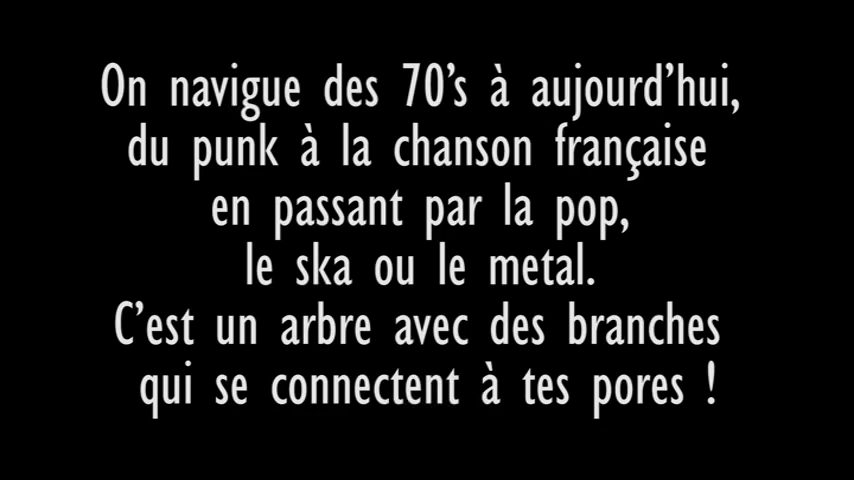 On navigue des 70’s à aujourd’hui,
du punk à la chanson française
en passant par la pop,
le ska ou le metal.
C’est un arbre avec des branches
qui se connectent à tes pores !